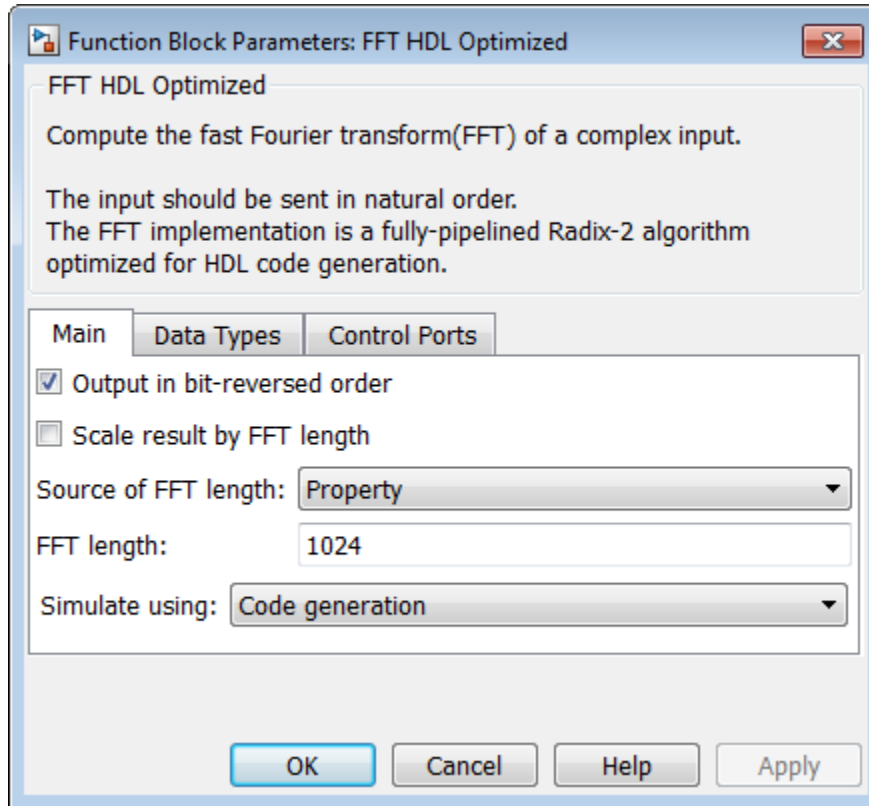 Function Block Parameters: FFT HDL Optimized
FFT HDL Optimized
Compute the fast Fourier transform(FFT) of a complex input.
The input should be sent in natural order.
The FFT implementation is a fully-pipelined Radix-2 algorithm
optimized for HDL code generation.
Main Data Types Control Ports
Output in bit-reversed order
Scale result by FFT length
Source of FFT length: Property
FFT length: 1024
Simulate using: Code generation
OK Cancel Help Apply